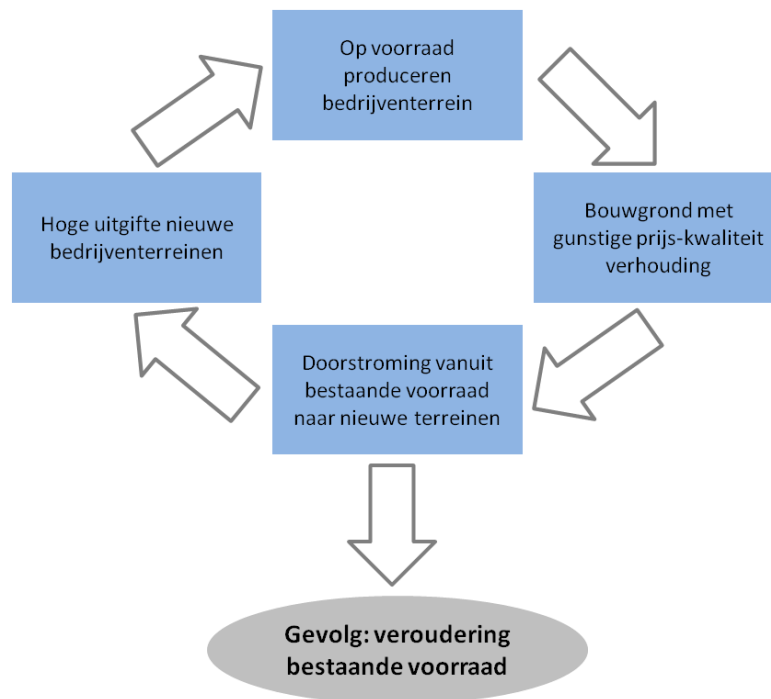 Op voorraad
produceren
bedrijventerrein
Bouwgrond met
gunstige prijs-kwaliteit
verhouding
Doorstroming vanuit
bestaande voorraad
naar nieuwe terreinen
Hoge uitgifte nieuwe
bedrijventerreinen
Gevolg: veroudering
bestaande voorraad